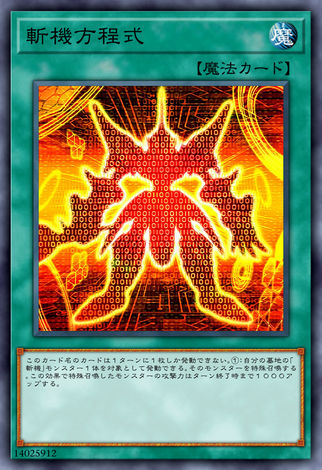 斬機方程式
魔
【魔法カード】
このカード名のカードは1ターンに1枚しか発動できない。①:自分の墓地の「
斬機」モンスター1体を対象として発動できる。そのモンスターを特殊召喚す
る。この効果で特殊召喚したモンスターの攻撃力はターン終了時まで1000ア
ップする。
14025912